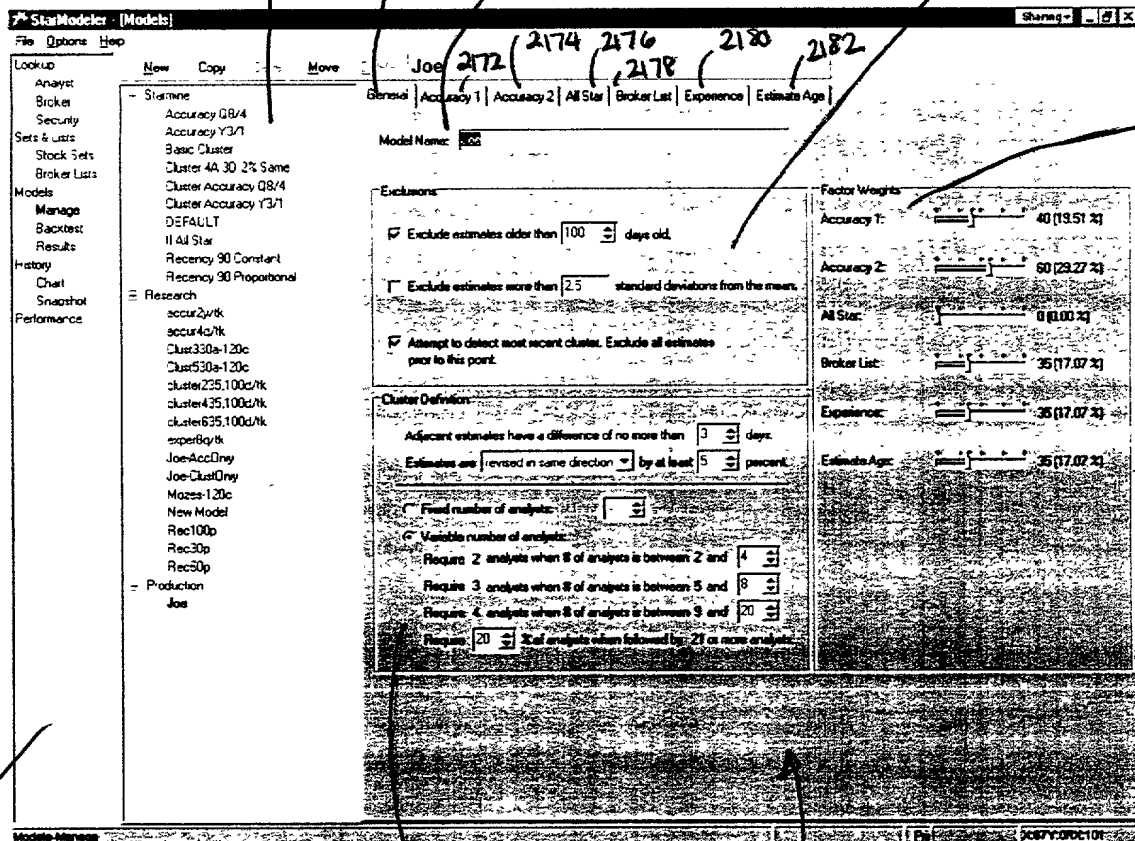 StarModeler - [Models]
Sharing
File Options Help
Lookup
Analyst
Broker
Security
Sets & Lists
Stock Sets
Broker Lists
Models
Manage
Backtest
Results
History
Chart
Snapshot
Performance
New Copy Move
Starmine
Accuracy Q8/4
Accuracy Y3/1
Basic Cluster
Cluster 4A 30 2% Same
Cluster Accuracy Q8/4
Cluster Accuracy Y3/1
DEFAULT
II All Star
Recency 90 Constant
Recency 90 Proportional
Research
accur2y/tk
accur4q/tk
Clust330a-120c
Clust530a-120c
cluster235,100d/tk
cluster435,100d/tk
cluster635,100d/tk
exper8q/tk
Joe-AccOnly
Joe-ClustOnly
Mozes-120c
New Model
Rec100p
Rec30p
Rec60p
Production
Joe
Joe
2172 2174 2176 2178 2180 2182
General Accuracy 1 Accuracy 2 All Star Broker List Experience Estimate Age
Model Name: Joe
Exclusions
Exclude estimates older than 100 days old.
Exclude estimates more than 2.5 standard deviations from the mean.
Attempt to detect most recent cluster. Exclude all estimates
prior to this point.
Cluster Definition
Adjacent estimates have a difference of no more than 3 days.
Estimates are revised in same direction by at least 5 percent.
Fixed number of analysts:
Variable number of analysts:
Require 2 analysts when # of analysts is between 2 and 4
Require 3 analysts when # of analysts is between 5 and 8
Require 4 analysts when # of analysts is between 9 and 20
Require 20 % of analysts when followed by 21 or more analysts
Factor Weights
Accuracy 1: 40 (19.51 %)
Accuracy 2: 60 (29.27 %)
All Star: 0 (0.00 %)
Broker List: 35 (17.07 %)
Experience: 35 (17.07 %)
Estimate Age: 35 (17.07 %)
Models-Manage